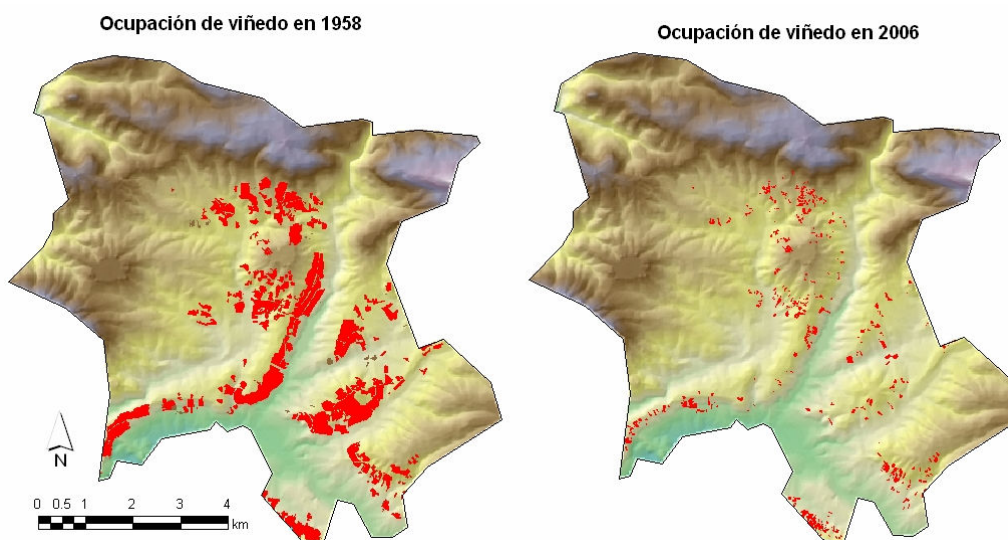 Ocupación de viñedo en 1958
Ocupación de viñedo en 2006
N
0 0.5 1 2 3 4
km